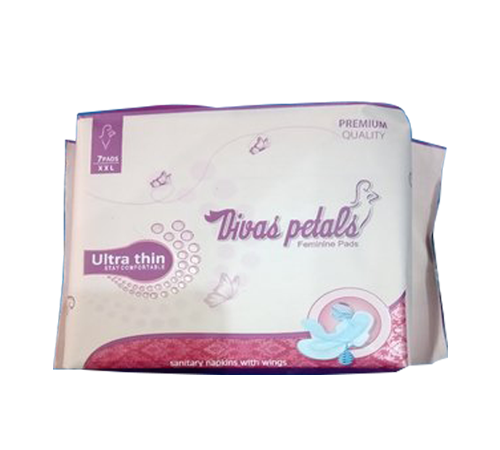 PREMIUM
QUALITY
7 PADS
XXL
Divas petals
Feminine Pads
Ultra thin
STAY COMFORTABLE
sanitary napkins with wings